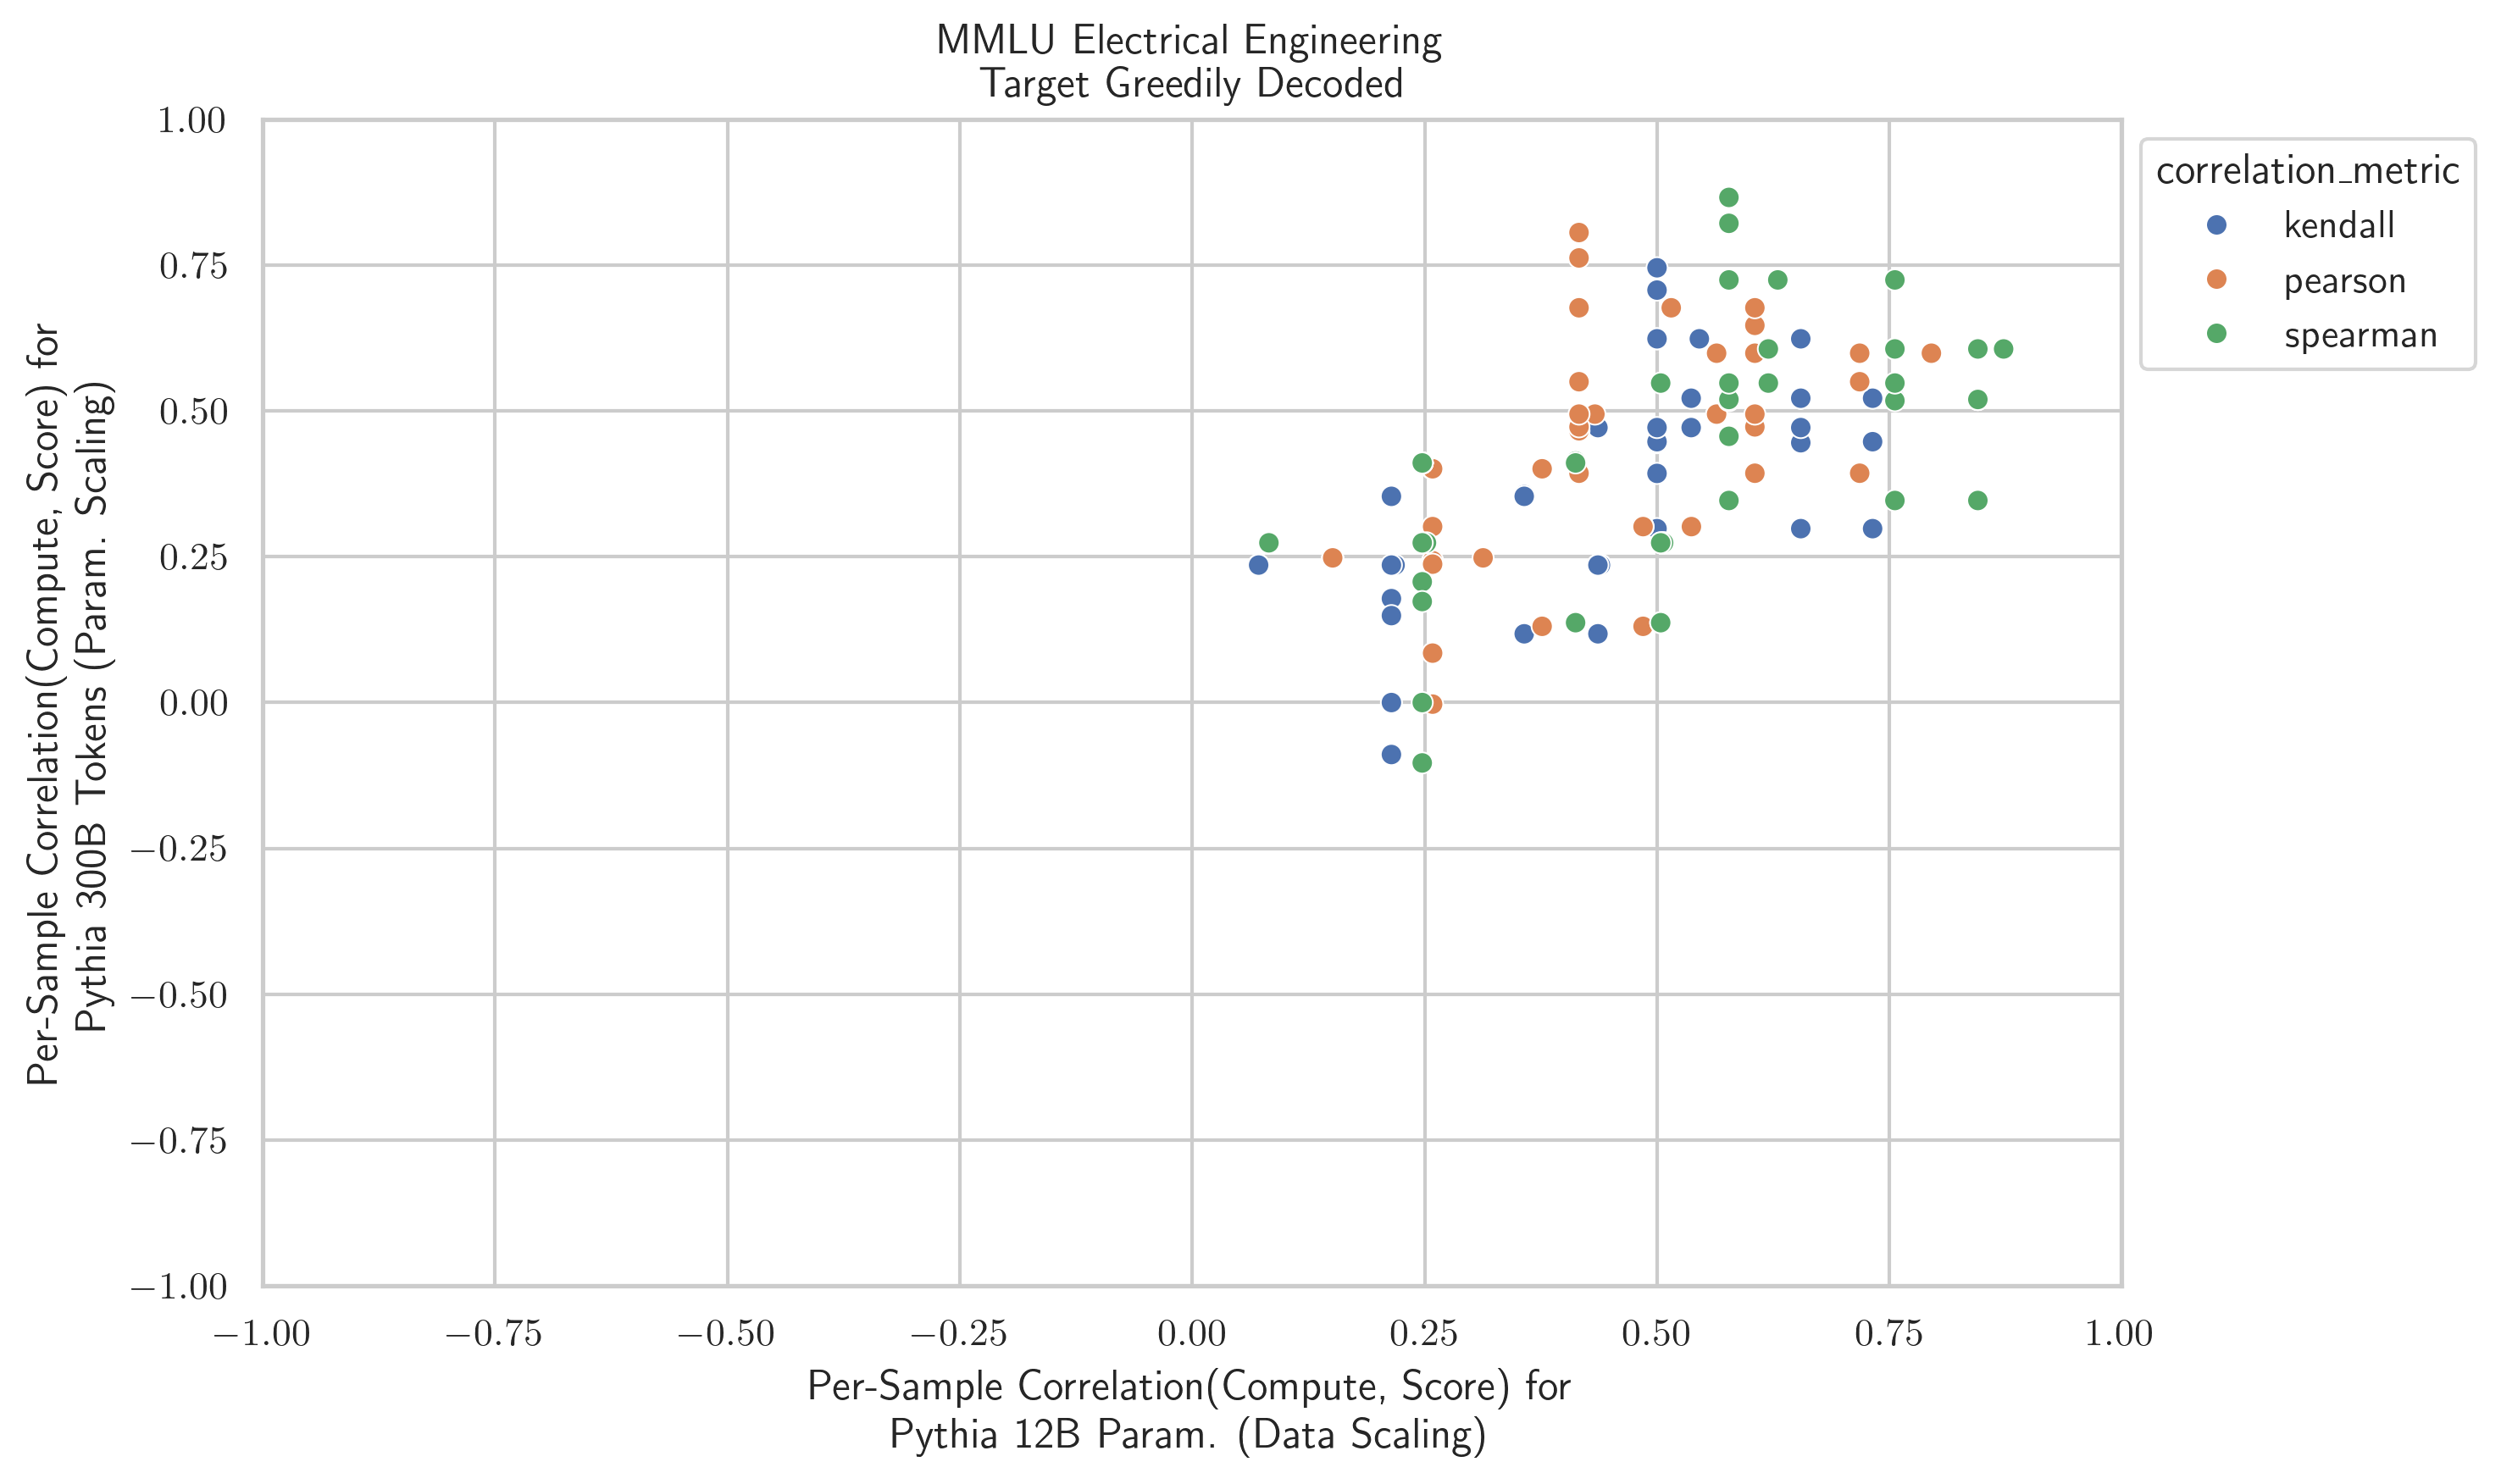 MMLU Electrical Engineering
Target Greedily Decoded
1.00
0.75
0.50
0.25
0.00
−0.25
−0.50
−0.75
−1.00
Per-Sample Correlation(Compute, Score) for
Pythia 300B Tokens (Param. Scaling)
correlation_metric
kendall
pearson
spearman
−1.00 −0.75 −0.50 −0.25 0.00 0.25 0.50 0.75 1.00
Per-Sample Correlation(Compute, Score) for
Pythia 12B Param. (Data Scaling)